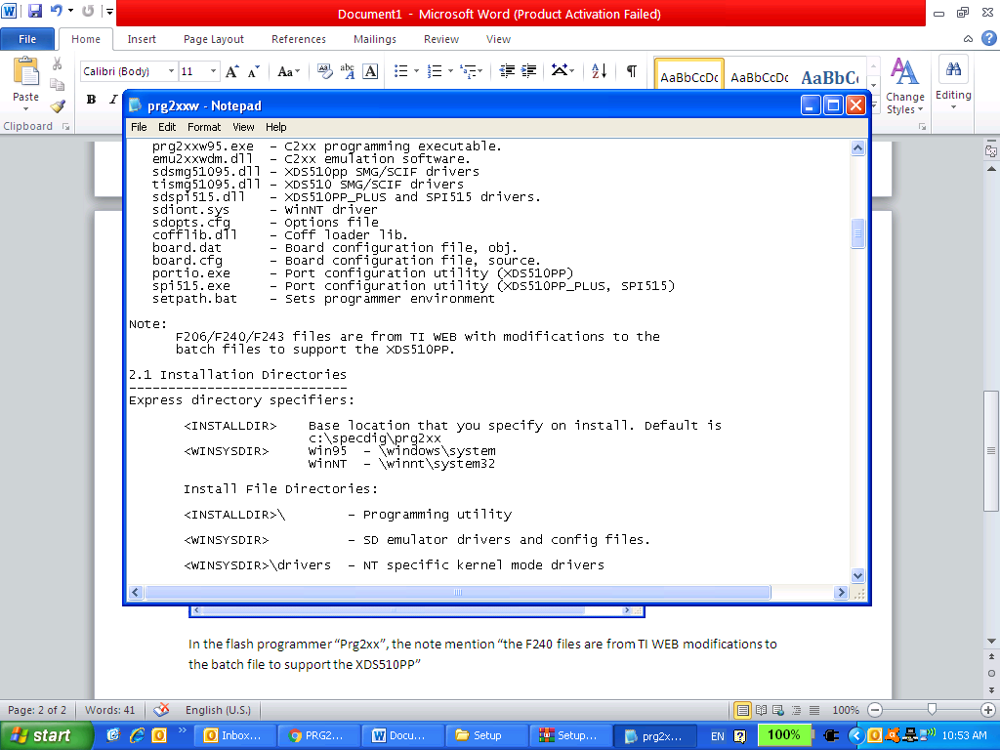 Document1 - Microsoft Word (Product Activation Failed)
File Home Insert Page Layout References Mailings Review View
Paste
Clipboard
Calibri (Body) 11
B I
Aa
AaBbCcDc AaBbCcDc AaBbC
Change Styles
Editing
prg2xxw - Notepad
File Edit Format View Help
prg2xxw95.exe - C2xx programming executable.
emu2xxwdm.dll - C2xx emulation software.
sdsmg51095.dll - XDS510pp SMG/SCIF drivers
tismg51095.dll - XDS510 SMG/SCIF drivers
sdspi515.dll - XDS510PP_PLUS and SPI515 drivers.
sdiont.sys - WinNT driver
sdopts.cfg - Options file
cofflib.dll - Coff loader lib.
board.dat - Board configuration file, obj.
board.cfg - Board configuration file, source.
portio.exe - Port configuration utility (XDS510PP)
spi515.exe - Port configuration utility (XDS510PP_PLUS, SPI515)
setpath.bat - Sets programmer environment
Note:
F206/F240/F243 files are from TI WEB with modifications to the
batch files to support the XDS510PP.
2.1 Installation Directories
----------------------------
Express directory specifiers:
<INSTALLDIR> Base location that you specify on install. Default is
c:\specdig\prg2xx
<WINSYSDIR> Win95 - \windows\system
WinNT - \winnt\system32
Install File Directories:
<INSTALLDIR>\ - Programming utility
<WINSYSDIR> - SD emulator drivers and config files.
<WINSYSDIR>\drivers - NT specific kernel mode drivers
In the flash programmer “Prg2xx”, the note mention “the F240 files are from TI WEB modifications to
the batch file to support the XDS510PP”
Page: 2 of 2 Words: 41 English (U.S.) 100%
start Inbox... PRG2... Docu... Setup Setup... prg2x... EN 100% 10:53 AM